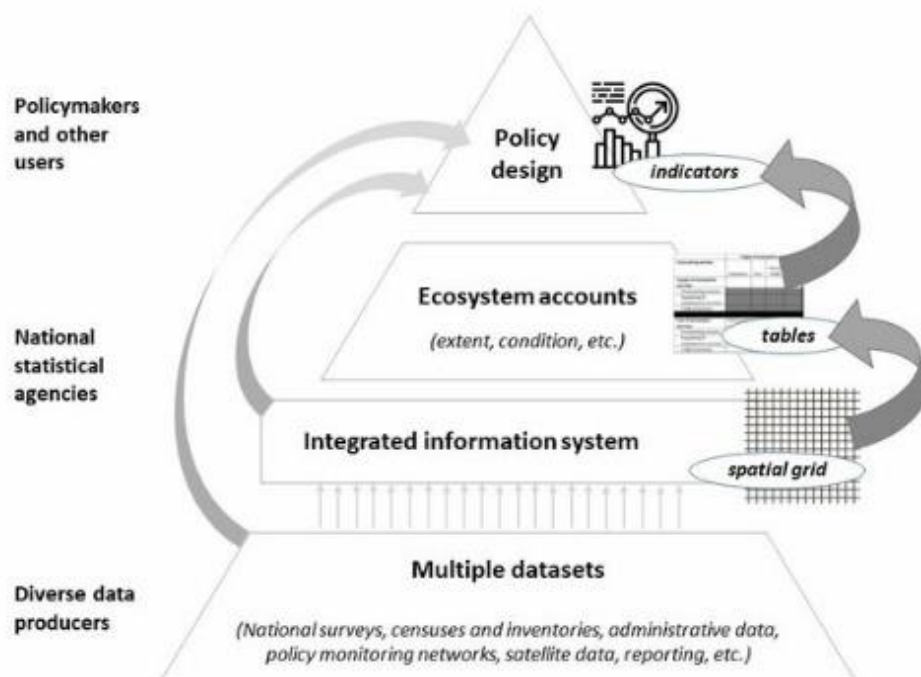 Policymakers
and other
users
Policy
design
indicators
Ecosystem accounts
(extent, condition, etc.)
tables
National
statistical
agencies
Integrated information system
spatial grid
Multiple datasets
(National surveys, censuses and inventories, administrative data,
policy monitoring networks, satellite data, reporting, etc.)
Diverse data
producers